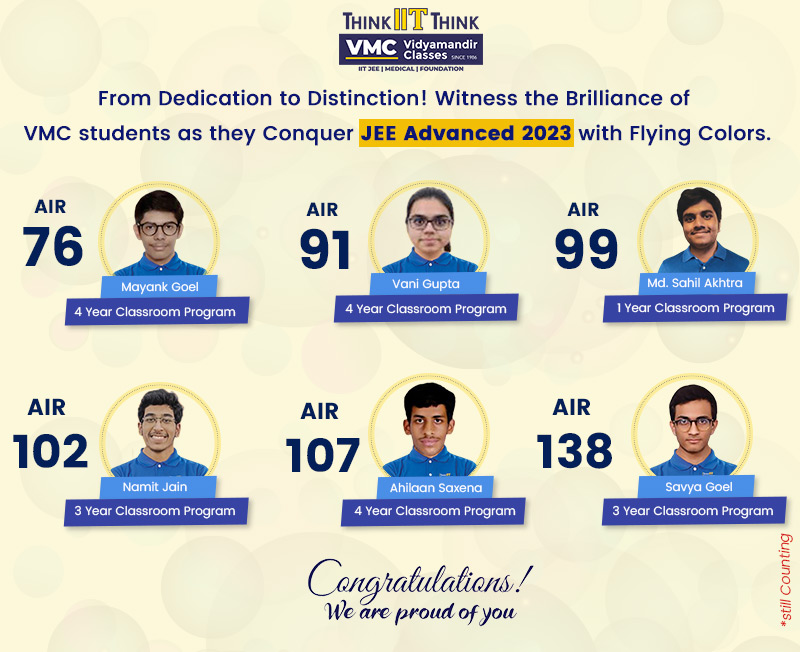 THINK IIT THINK
VMC Vidyamandir Classes SINCE 1986
IIT JEE | MEDICAL | FOUNDATION
From Dedication to Distinction! Witness the Brilliance of
VMC students as they Conquer JEE Advanced 2023 with Flying Colors.
AIR
76
Mayank Goel
4 Year Classroom Program
AIR
91
Vani Gupta
4 Year Classroom Program
AIR
99
Md. Sahil Akhtra
1 Year Classroom Program
AIR
102
Namit Jain
3 Year Classroom Program
AIR
107
Ahilaan Saxena
4 Year Classroom Program
AIR
138
Savya Goel
3 Year Classroom Program
*still Counting
Congratulations!
We are proud of you